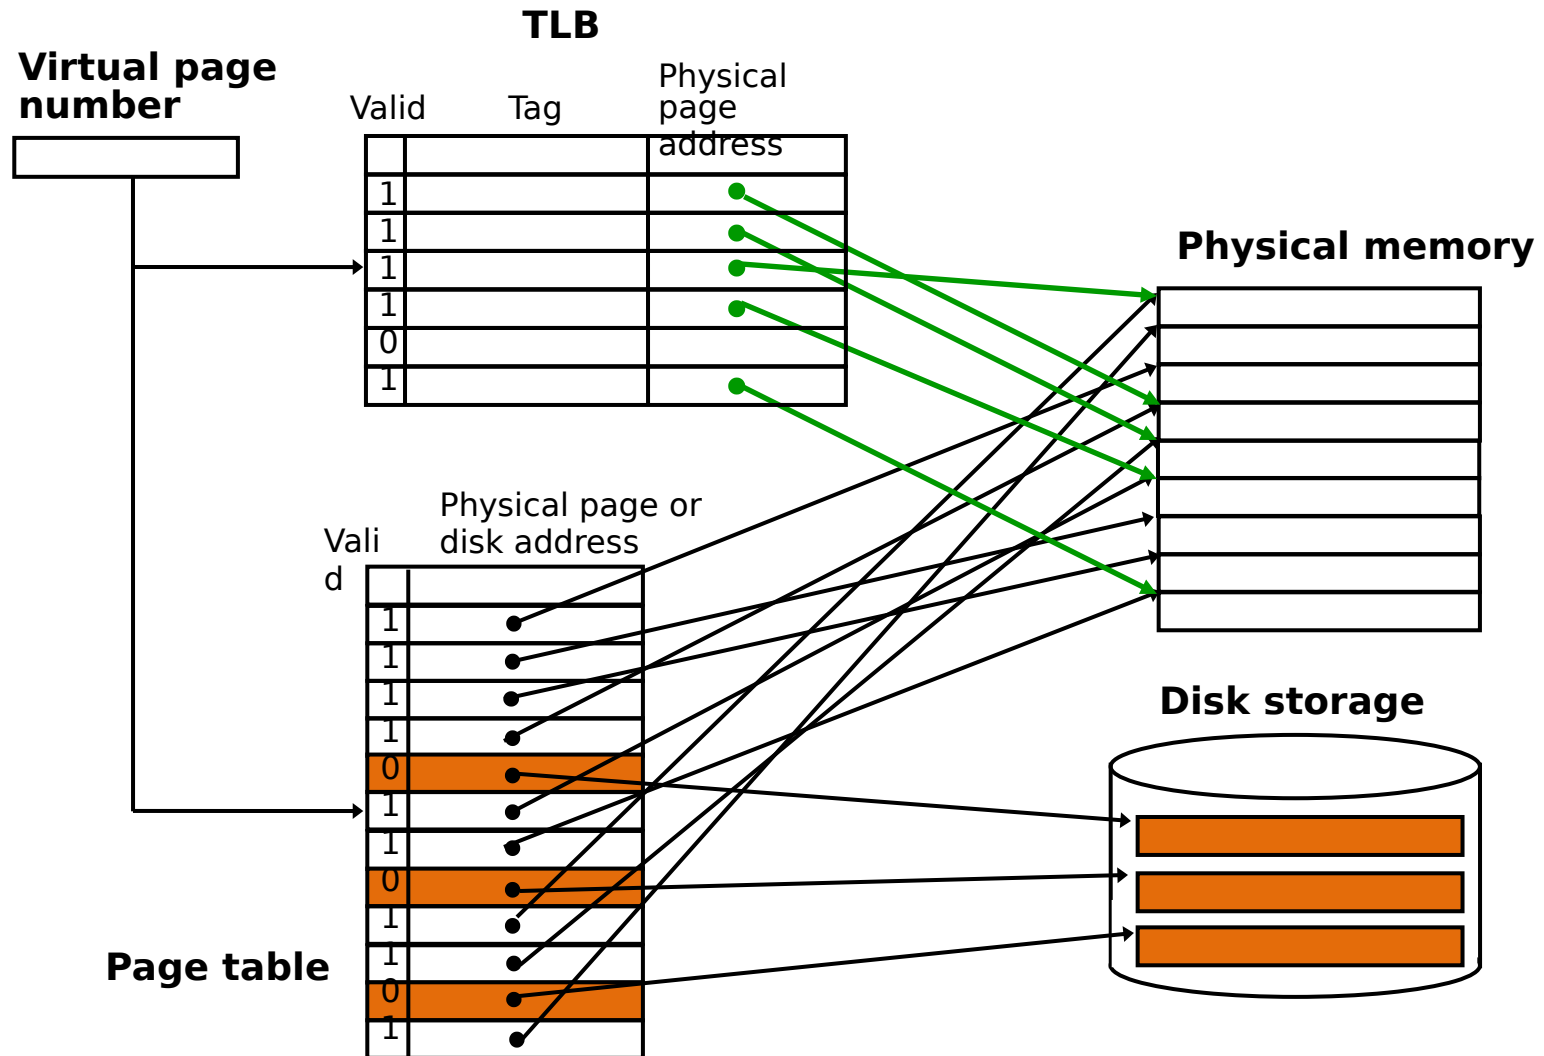 TLB
Virtual page
number
Valid
Tag
Physical
page
address
1
1
1
1
0
1
Physical memory
Physical page or
disk address
Vali
d
1
1
1
1
0
1
1
0
1
1
0
1
Disk storage
Page table